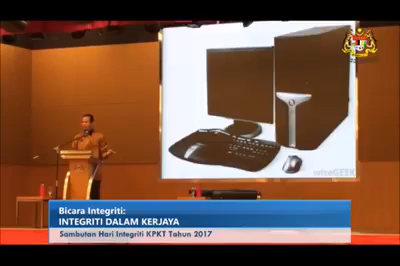 wiseGEEK
Bicara Integriti:
INTEGRITI DALAM KERJAYA
Sambutan Hari Integriti KPKT Tahun 2017